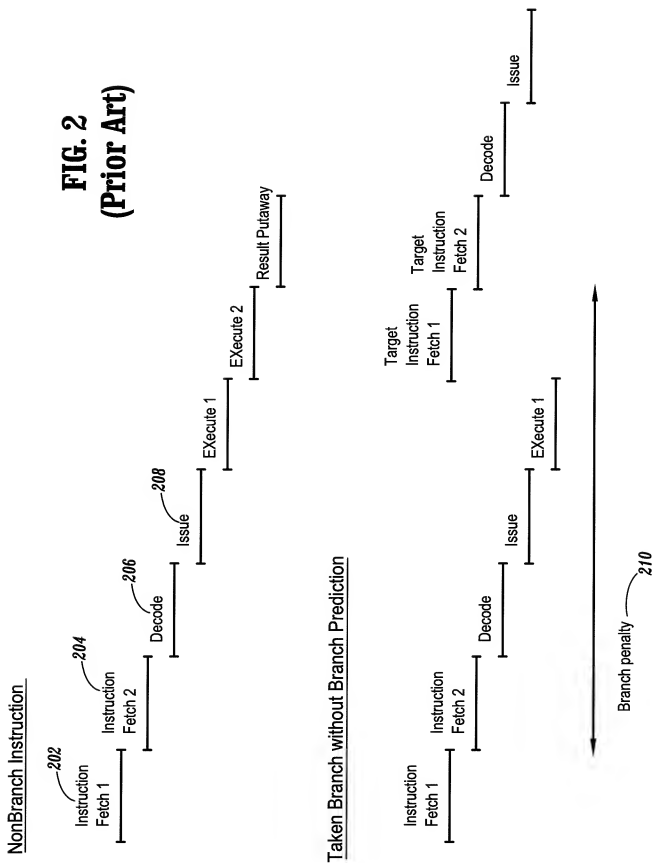 FIG. 2
(Prior Art)
NonBranch Instruction
202
Instruction
Fetch 1
204
Instruction
Fetch 2
206
Decode
208
Issue
EXecute 1
EXecute 2
Result Putaway
Taken Branch without Branch Prediction
Instruction
Fetch 1
Instruction
Fetch 2
Decode
Issue
EXecute 1
Target
Instruction
Fetch 1
Target
Instruction
Fetch 2
Decode
Issue
Branch penalty
210